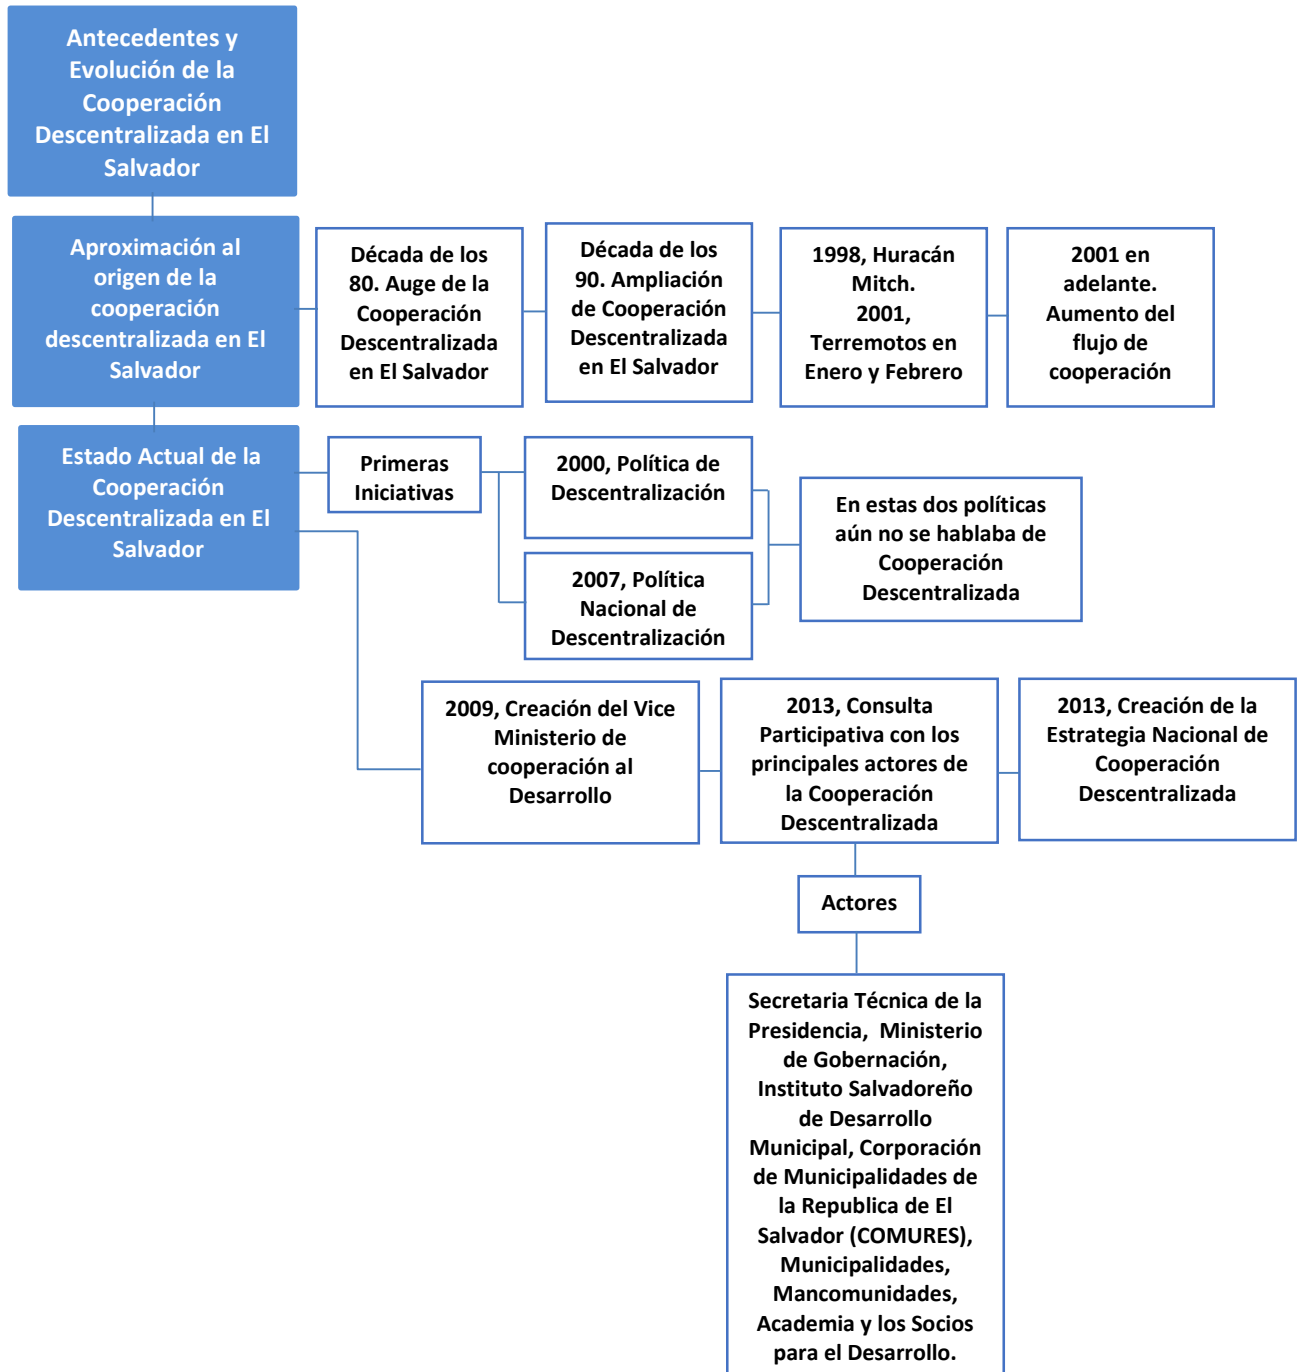 Antecedentes y
Evolución de la
Cooperación
Descentralizada en El
Salvador
Aproximación al
origen de la
cooperación
descentralizada en El
Salvador
Década de los
80. Auge de la
Cooperación
Descentralizada
en El Salvador
Década de los
90. Ampliación
de Cooperación
Descentralizada
en El Salvador
1998, Huracán
Mitch.
2001,
Terremotos en
Enero y Febrero
2001 en
adelante.
Aumento del
flujo de
cooperación
Estado Actual de la
Cooperación
Descentralizada en El
Salvador
Primeras
Iniciativas
2000, Política de
Descentralización
2007, Política
Nacional de
Descentralización
En estas dos políticas
aún no se hablaba de
Cooperación
Descentralizada
2009, Creación del Vice
Ministerio de
cooperación al
Desarrollo
2013, Consulta
Participativa con los
principales actores de
la Cooperación
Descentralizada
2013, Creación de la
Estrategia Nacional de
Cooperación
Descentralizada
Actores
Secretaria Técnica de la
Presidencia, Ministerio
de Gobernación,
Instituto Salvadoreño
de Desarrollo
Municipal, Corporación
de Municipalidades de
la Republica de El
Salvador (COMURES),
Municipalidades,
Mancomunidades,
Academia y los Socios
para el Desarrollo.